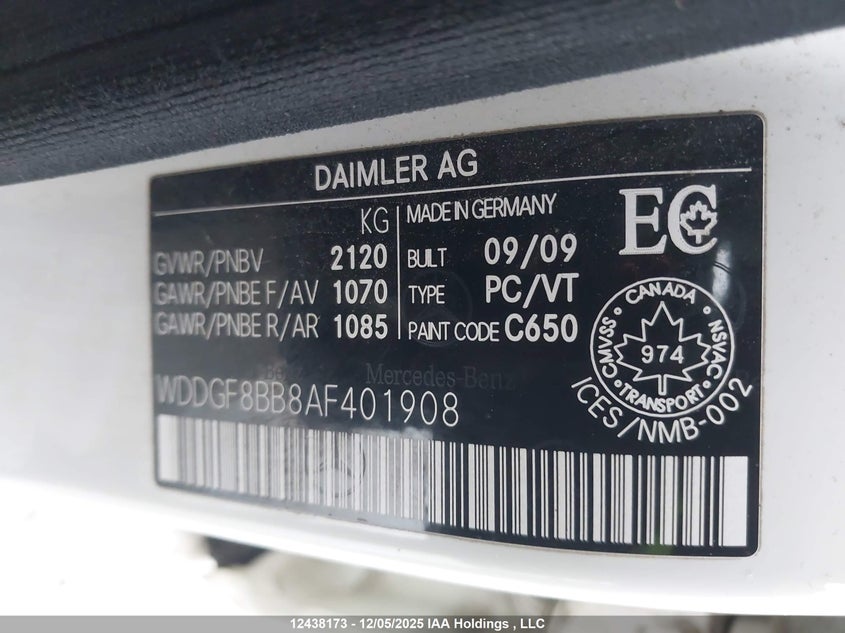 DAIMLER AG
KG
GVWR/PNBV 2120
GAWR/PNBE F/AV 1070
GAWR/PNBE R/AR 1085
MADE IN GERMANY
BUILT 09/09
TYPE PC/VT
PAINT CODE C650
EC
CANADA
CMVSS 974 NSVAC
TRANSPORT
ICES/NMB-002
Mercedes-Benz
WDDGF8BB8AF401908
12438173 - 12/05/2025 IAA Holdings , LLC